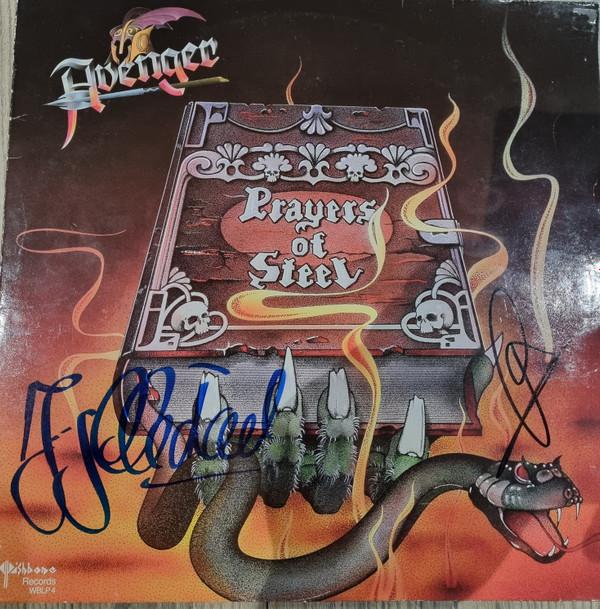 Avenger
Prayers
of
Steel
Wishbone
Records
WBLP 4